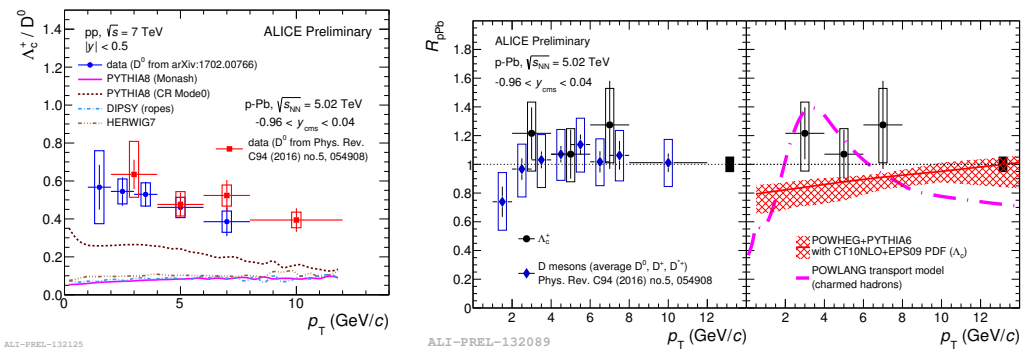 Λc+ / D0
1.4
1.2
1
0.8
0.6
0.4
0.2
0
pp, √s = 7 TeV
|y| < 0.5
ALICE Preliminary
data (D0 from arXiv:1702.00766)
PYTHIA8 (Monash)
PYTHIA8 (CR Mode0)
DIPSY (ropes)
HERWIG7
p-Pb, √sNN = 5.02 TeV
-0.96 < ycms < 0.04
data (D0 from Phys. Rev.
C94 (2016) no.5, 054908)
0 5 10
pT (GeV/c)
ALI-PREL-132125
RpPb
2
1.8
1.6
1.4
1.2
1
0.8
0.6
0.4
0.2
0
ALICE Preliminary
p-Pb, √sNN = 5.02 TeV
-0.96 < ycms < 0.04
Λc+
D mesons (average D0, D+, D*+)
Phys. Rev. C94 (2016) no.5, 054908
2 4 6 8 10 12
POWHEG+PYTHIA6
with CT10NLO+EPS09 PDF (Λc)
POWLANG transport model
(charmed hadrons)
2 4 6 8 10 12
pT (GeV/c)
pT (GeV/c)
ALI-PREL-132089